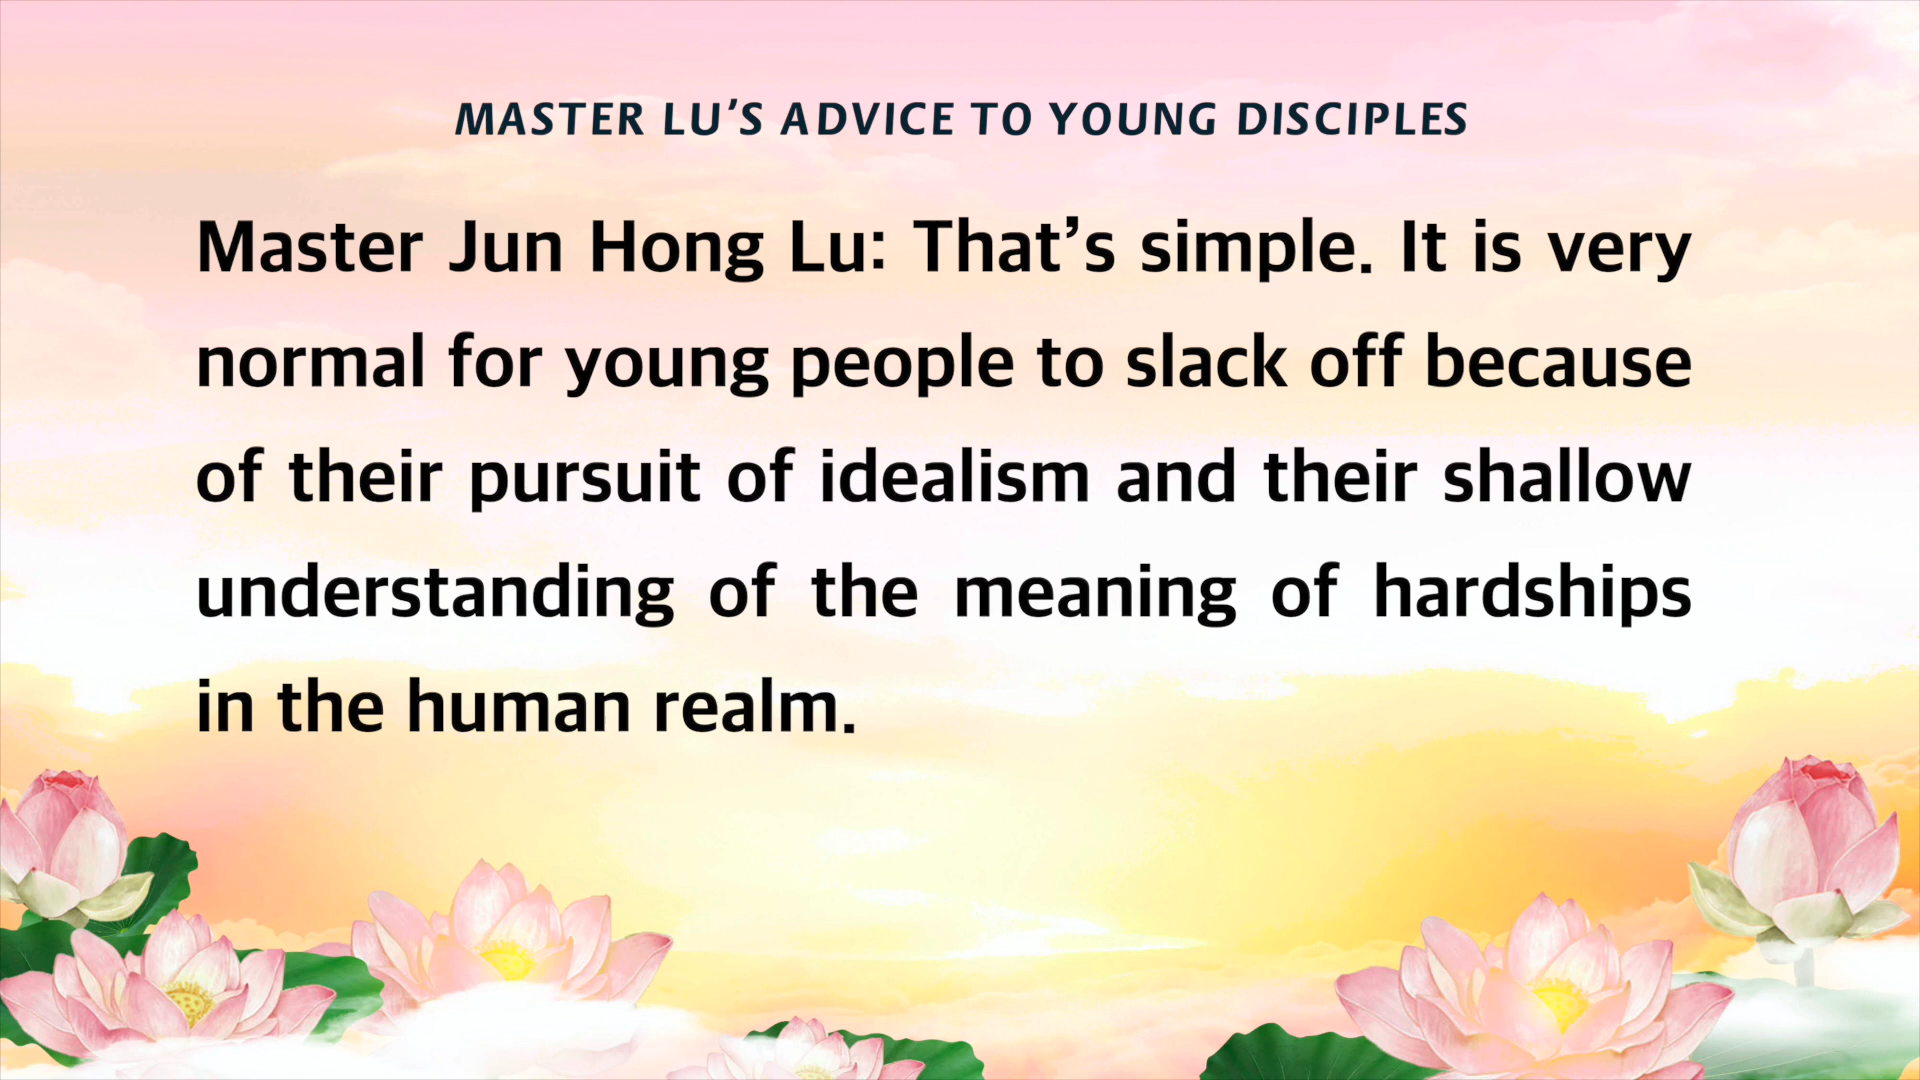 MASTER LU’S ADVICE TO YOUNG DISCIPLES
Master Jun Hong Lu: That’s simple. It is very
normal for young people to slack off because
of their pursuit of idealism and their shallow
understanding of the meaning of hardships
in the human realm.